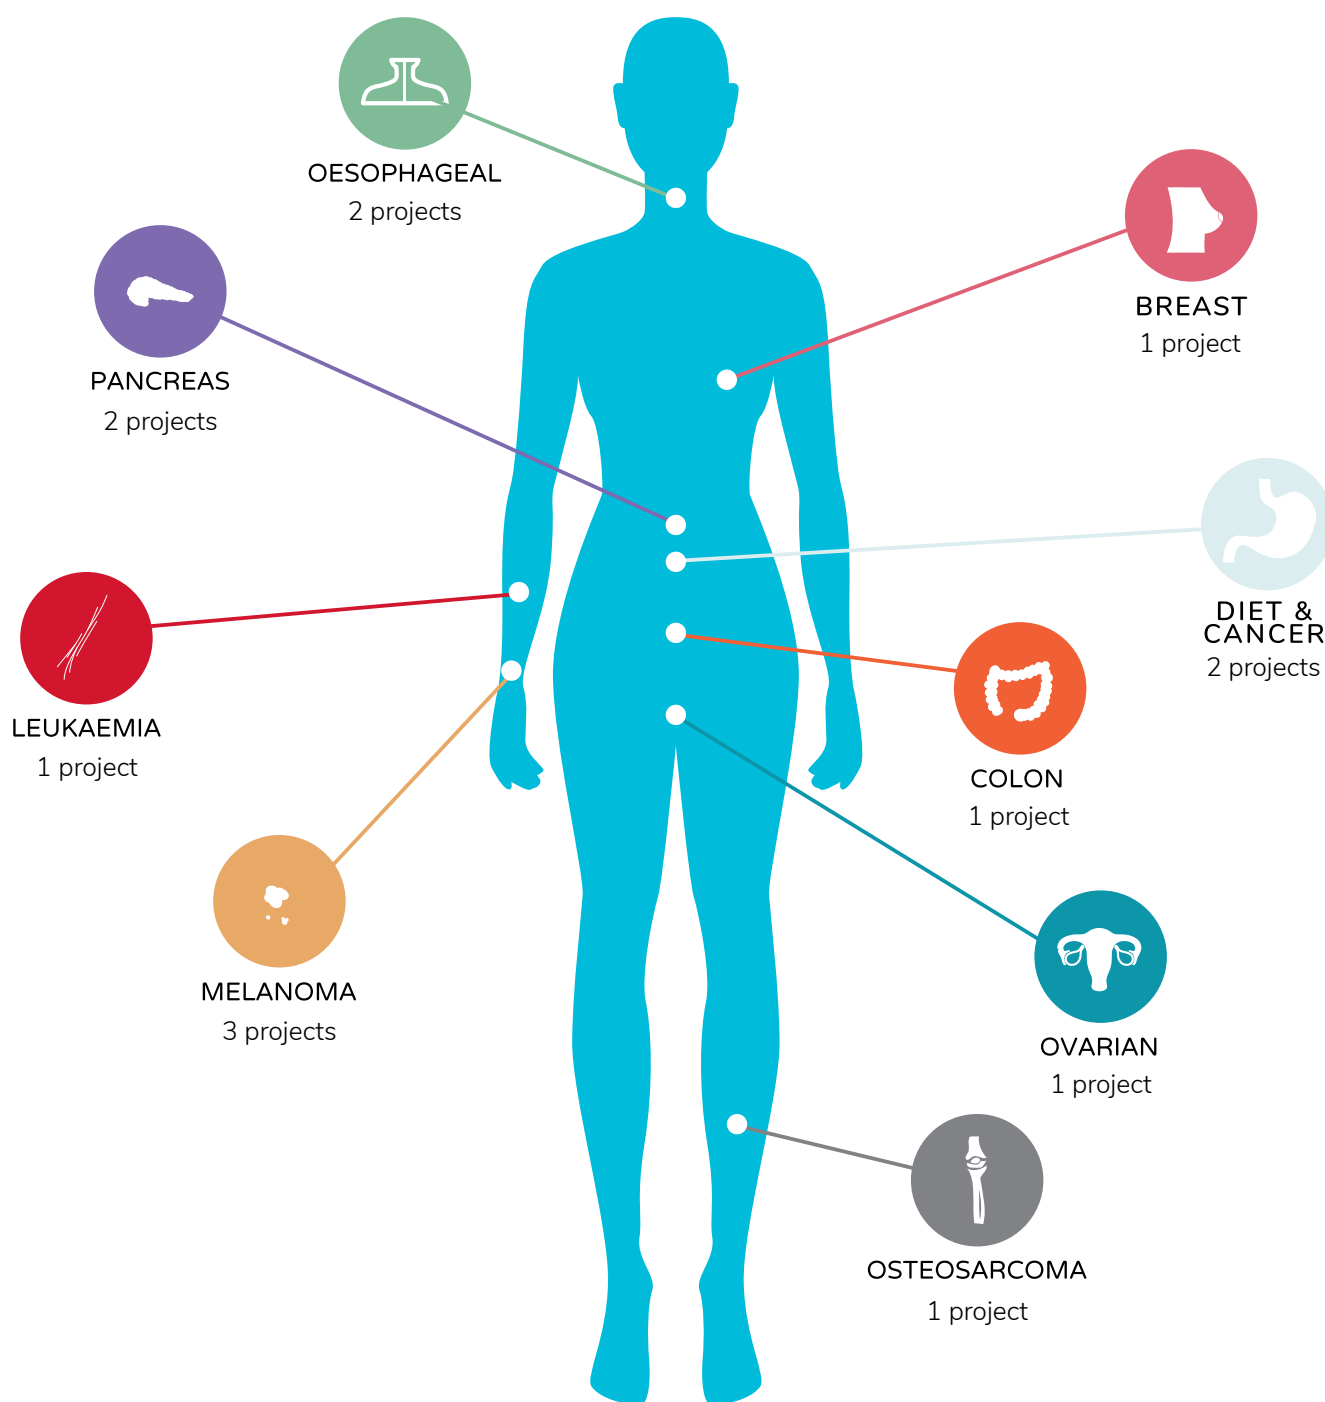 OESOPHAGEAL
2 projects
BREAST
1 project
PANCREAS
2 projects
DIET &
CANCER
2 projects
LEUKAEMIA
1 project
COLON
1 project
MELANOMA
3 projects
OVARIAN
1 project
OSTEOSARCOMA
1 project